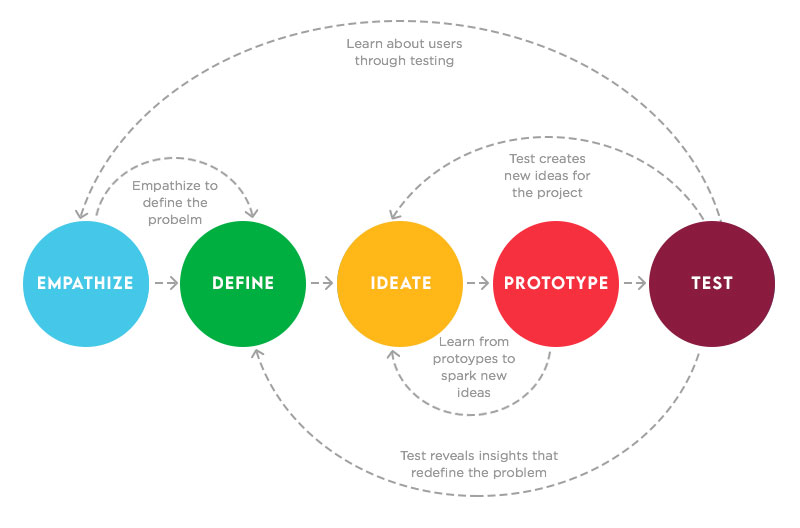 Learn about users
through testing
Test creates
new ideas for
the project
Empathize to
define the
probelm
EMPATHIZE
DEFINE
IDEATE
PROTOTYPE
TEST
Learn from
protoypes to
spark new
ideas
Test reveals insights that
redefine the problem